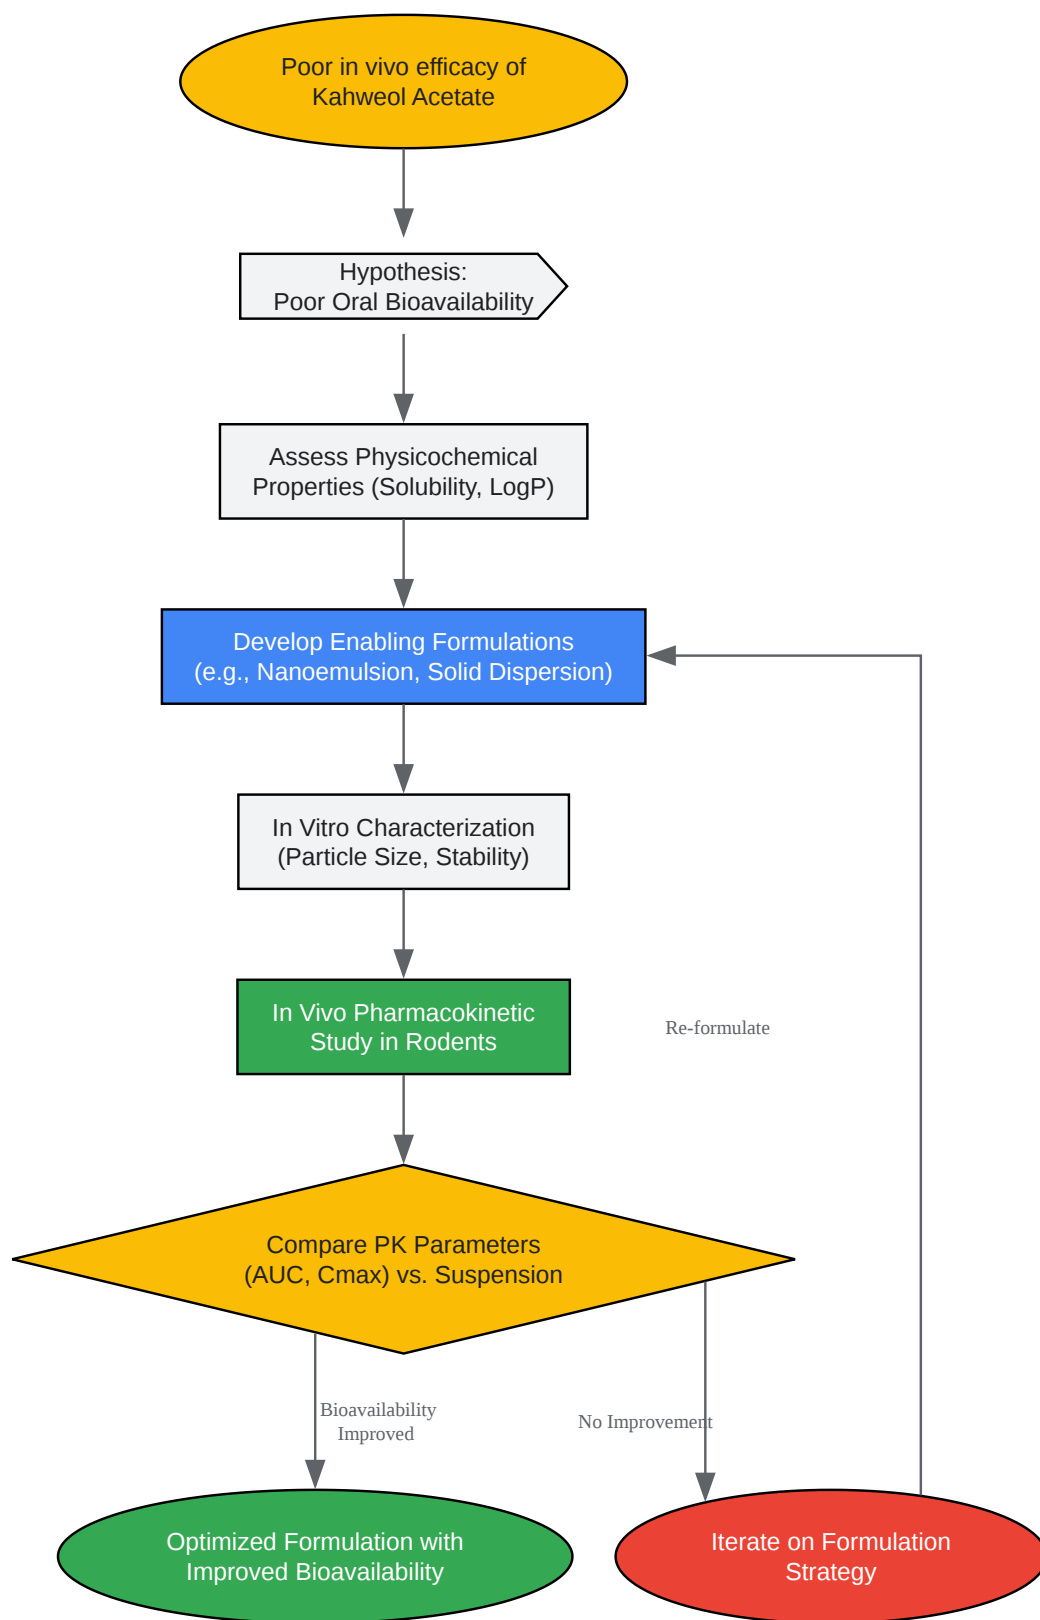 Poor in vivo efficacy of
Kahweol Acetate
Hypothesis:
Poor Oral Bioavailability
Assess Physicochemical
Properties (Solubility, LogP)
Develop Enabling Formulations
(e.g., Nanoemulsion, Solid Dispersion)
In Vitro Characterization
(Particle Size, Stability)
In Vivo Pharmacokinetic
Study in Rodents
Re-formulate
Compare PK Parameters
(AUC, Cmax) vs. Suspension
Bioavailability
Improved
No Improvement
Optimized Formulation with
Improved Bioavailability
Iterate on Formulation
Strategy